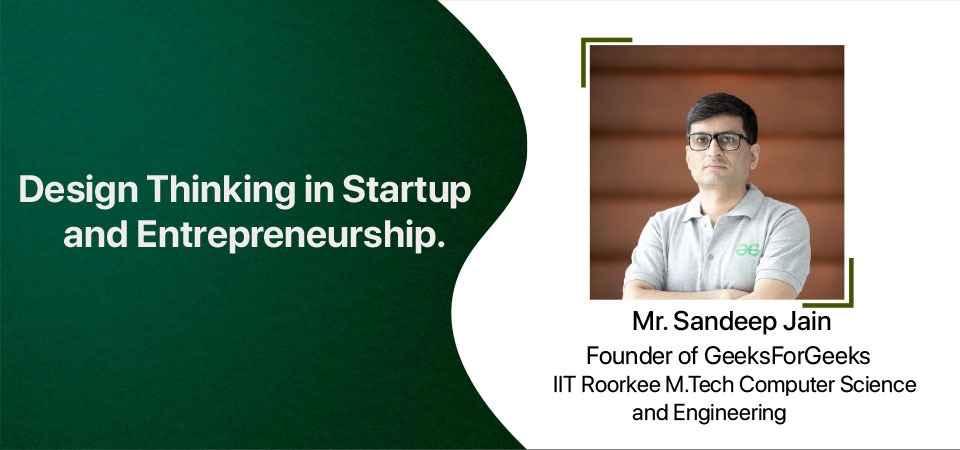 Design Thinking in Startup
and Entrepreneurship.
Mr. Sandeep Jain
Founder of GeeksForGeeks
IIT Roorkee M.Tech Computer Science
and Engineering